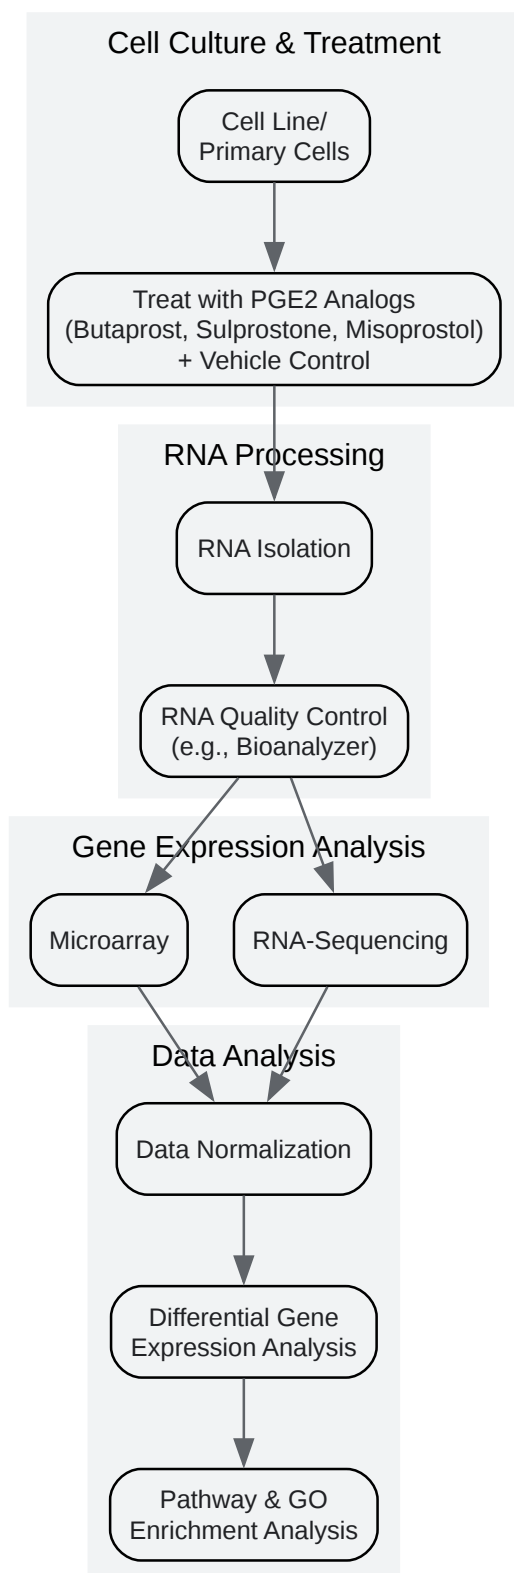 Cell Culture & Treatment
Cell Line/
Primary Cells
Treat with PGE2 Analogs
(Butaprost, Sulprostone, Misoprostol)
+ Vehicle Control
RNA Processing
RNA Isolation
RNA Quality Control
(e.g., Bioanalyzer)
Gene Expression Analysis
Microarray
RNA-Sequencing
Data Analysis
Data Normalization
Differential Gene
Expression Analysis
Pathway & GO
Enrichment Analysis